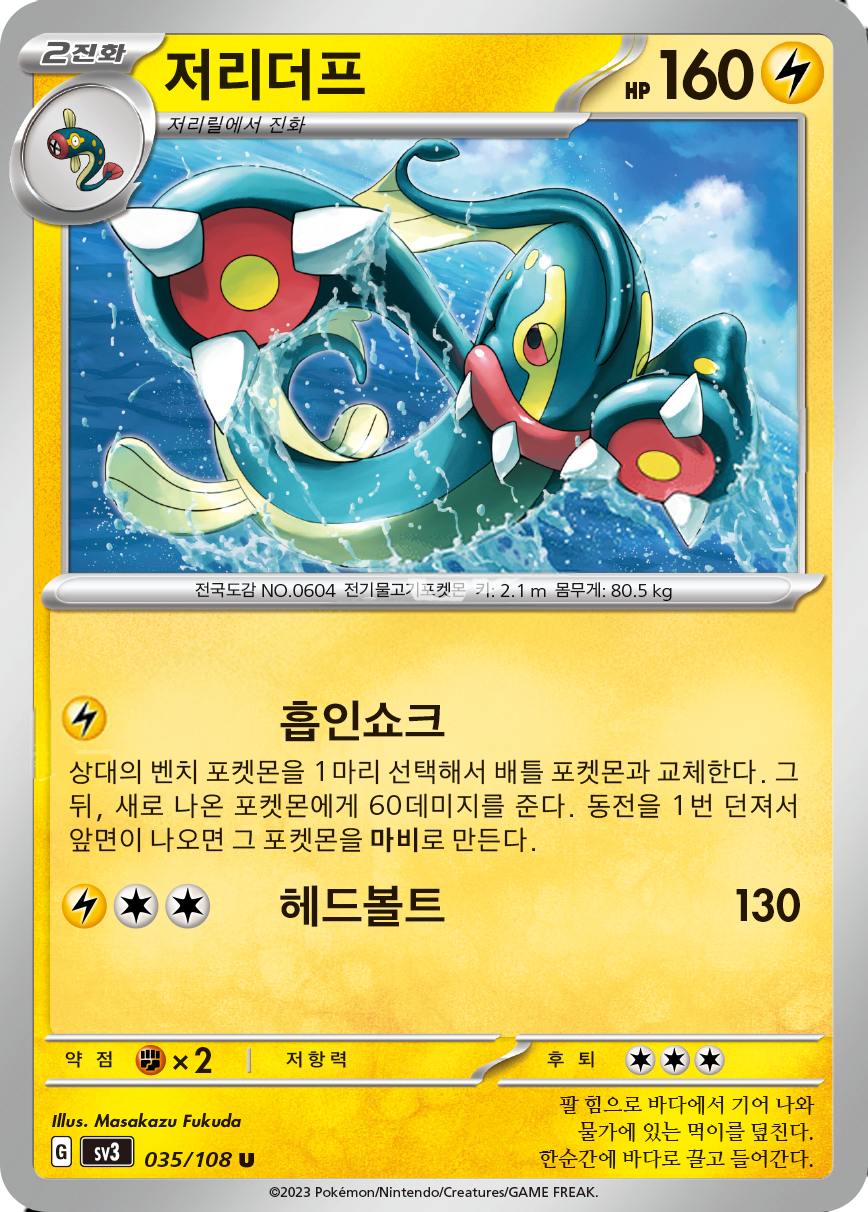 2진화
저리더프
HP 160
저리릴에서 진화
전국도감 NO.0604 전기물고기포켓몬 키: 2.1 m 몸무게: 80.5 kg
흡인쇼크
상대의 벤치 포켓몬을 1마리 선택해서 배틀 포켓몬과 교체한다. 그
뒤, 새로 나온 포켓몬에게 60데미지를 준다. 동전을 1번 던져서
앞면이 나오면 그 포켓몬을 마비로 만든다.
헤드볼트 130
약점 ×2 저항력 후퇴
팔 힘으로 바다에서 기어 나와
물가에 있는 먹이를 덮친다.
한순간에 바다로 끌고 들어간다.
Illus. Masakazu Fukuda
G sv3 035/108 U
©2023 Pokémon/Nintendo/Creatures/GAME FREAK.